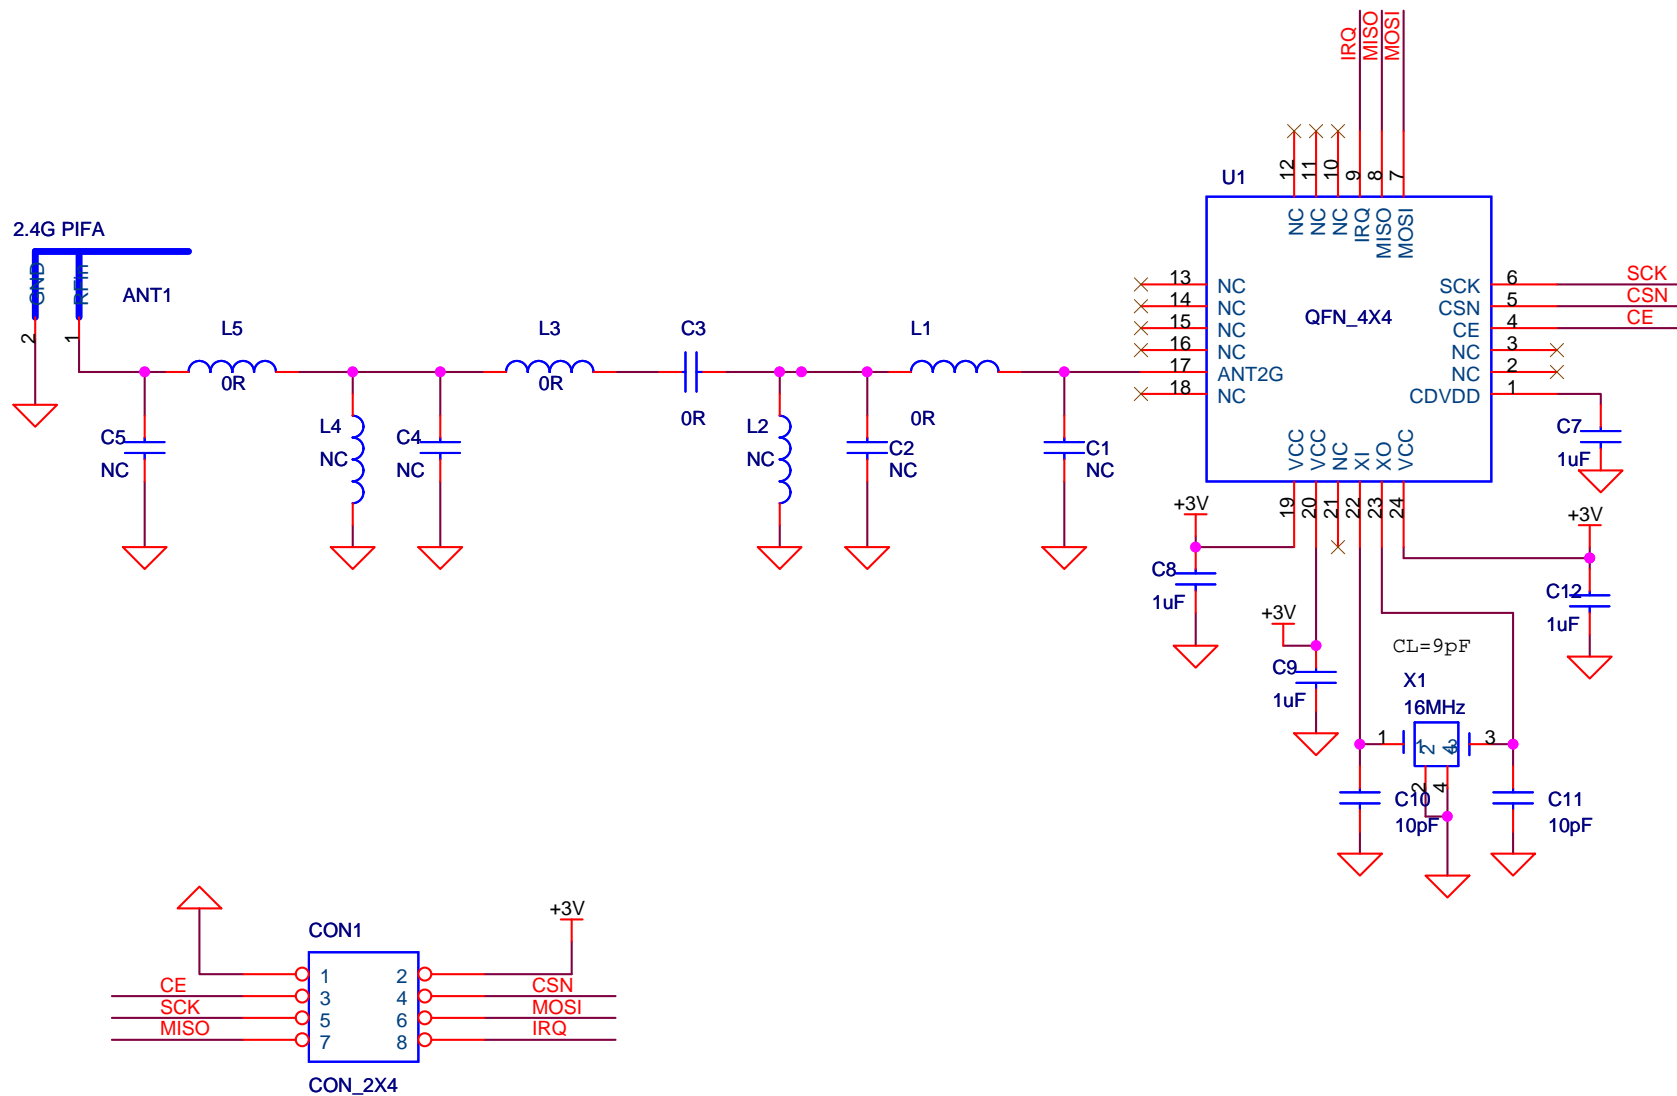 IRQ
MISO
MOSI
12
11
10
9
8
7
U1
NC
NC
NC
IRQ
MISO
MOSI
2.4G PIFA
GND
RFin
ANT1
2
1
13 NC
14 NC
15 NC
16 NC
17 ANT2G
18 NC
QFN_4X4
SCK 6 SCK
CSN 5 CSN
CE 4 CE
NC 3
NC 2
CDVDD 1
L5
0R
L3
0R
C3
0R
L1
0R
C5
NC
L4
NC
C4
NC
L2
NC
C2
NC
C1
NC
C7
1uF
VCC
VCC
NC
XI
XO
VCC
19
20
21
22
23
24
+3V
C8
1uF
+3V
C9
1uF
+3V
C12
1uF
CL=9pF
X1
16MHz
1
1
2
4
3
3
2
4
C10
10pF
C11
10pF
CON1
+3V
1 2
CE 3 4 CSN
SCK 5 6 MOSI
MISO 7 8 IRQ
CON_2X4